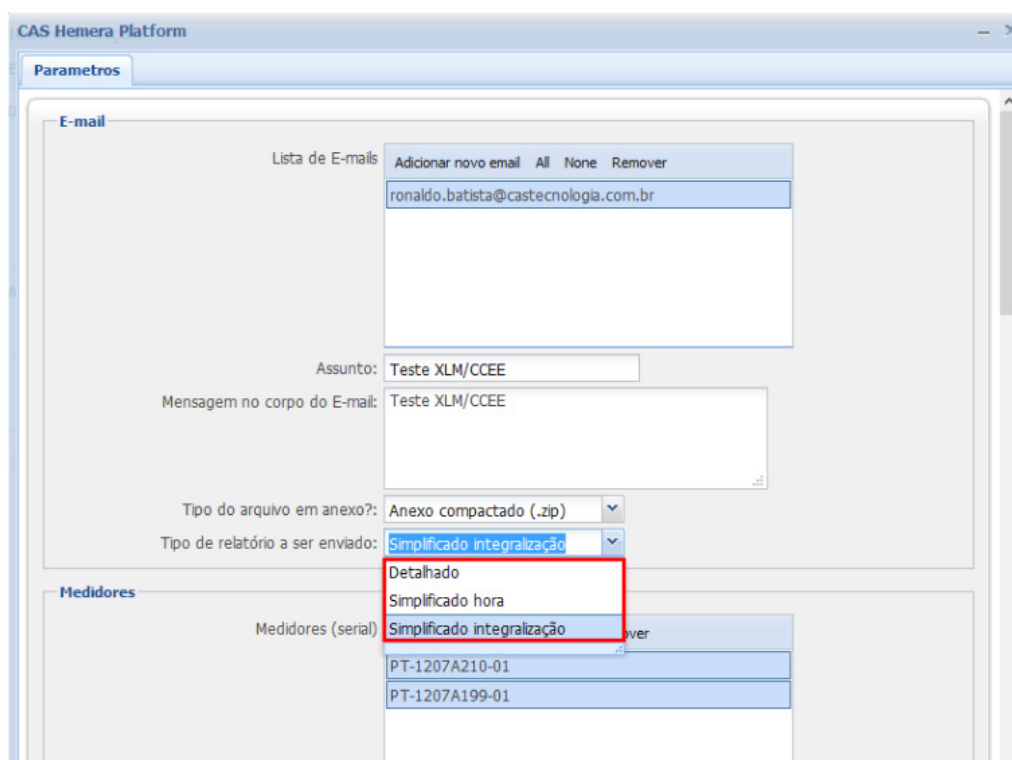 CAS Hemera Platform
Parametros
E-mail
Lista de E-mails
Adicionar novo email All None Remover
ronaldo.batista@castecnologia.com.br
Assunto: Teste XLM/CCEE
Mensagem no corpo do E-mail: Teste XLM/CCEE
Tipo do arquivo em anexo?: Anexo compactado (.zip)
Tipo de relatório a ser enviado: Simplificado integralização
Detalhado
Simplificado hora
Simplificado integralização
Medidores
Medidores (serial)
over
PT-1207A210-01
PT-1207A199-01